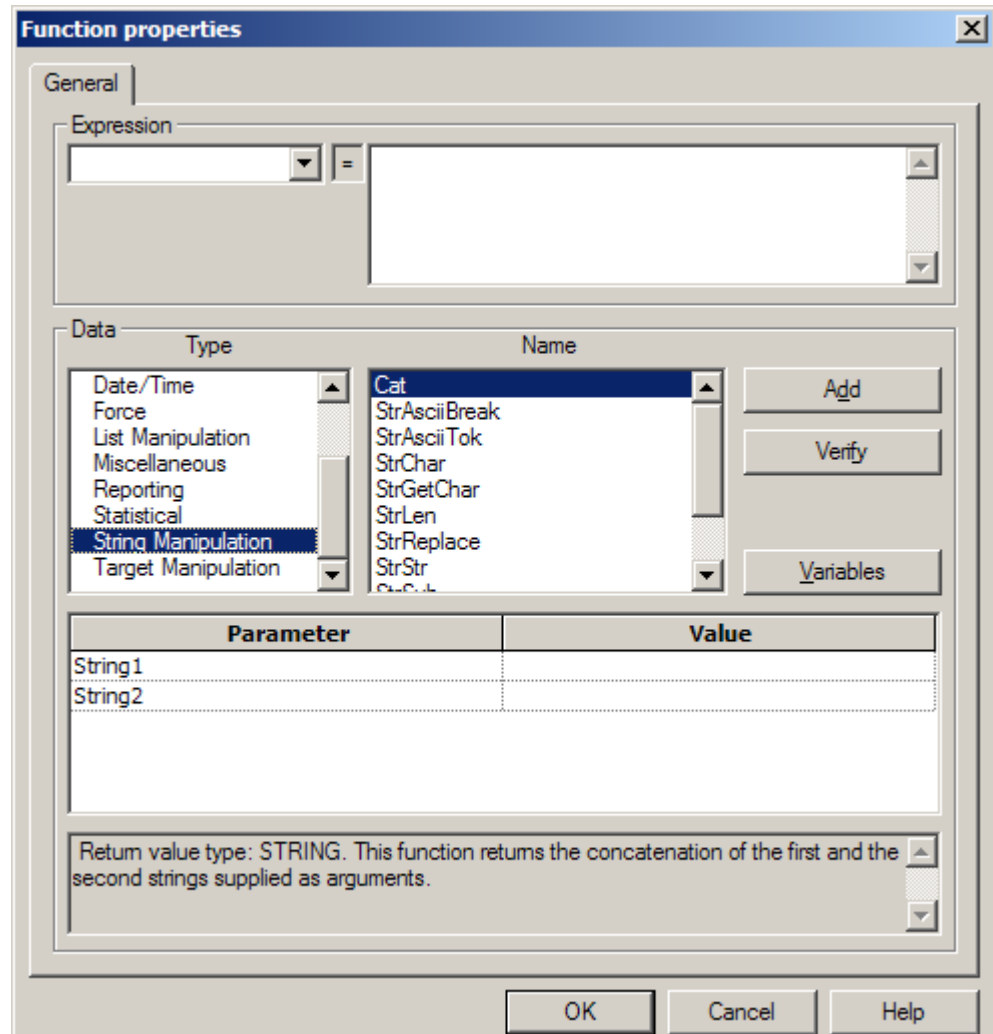 Function properties
General
Expression
=
Data
Type Name
Date/Time
Force
List Manipulation
Miscellaneous
Reporting
Statistical
String Manipulation
Target Manipulation
Cat
StrAsciiBreak
StrAsciiTok
StrChar
StrGetChar
StrLen
StrReplace
StrStr
Add
Verify
Variables
Parameter Value
String1
String2
Return value type: STRING. This function returns the concatenation of the first and the
second strings supplied as arguments.
OK Cancel Help